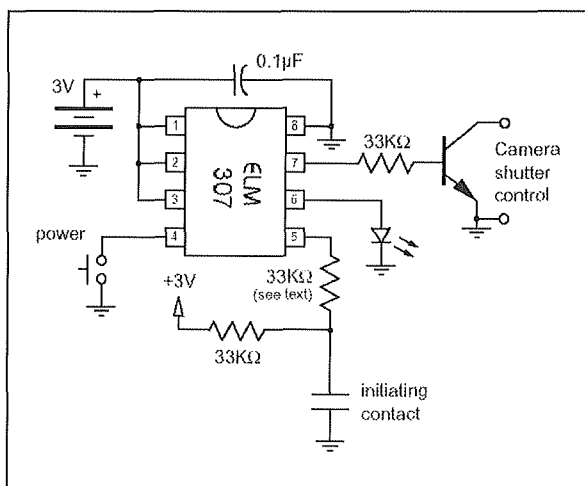 0.1µF
3V
+
1
8
33KΩ
2
7
Camera
shutter
control
ELM
307
3
6
power
4
5
33KΩ
(see text)
+3V
33KΩ
initiating
contact